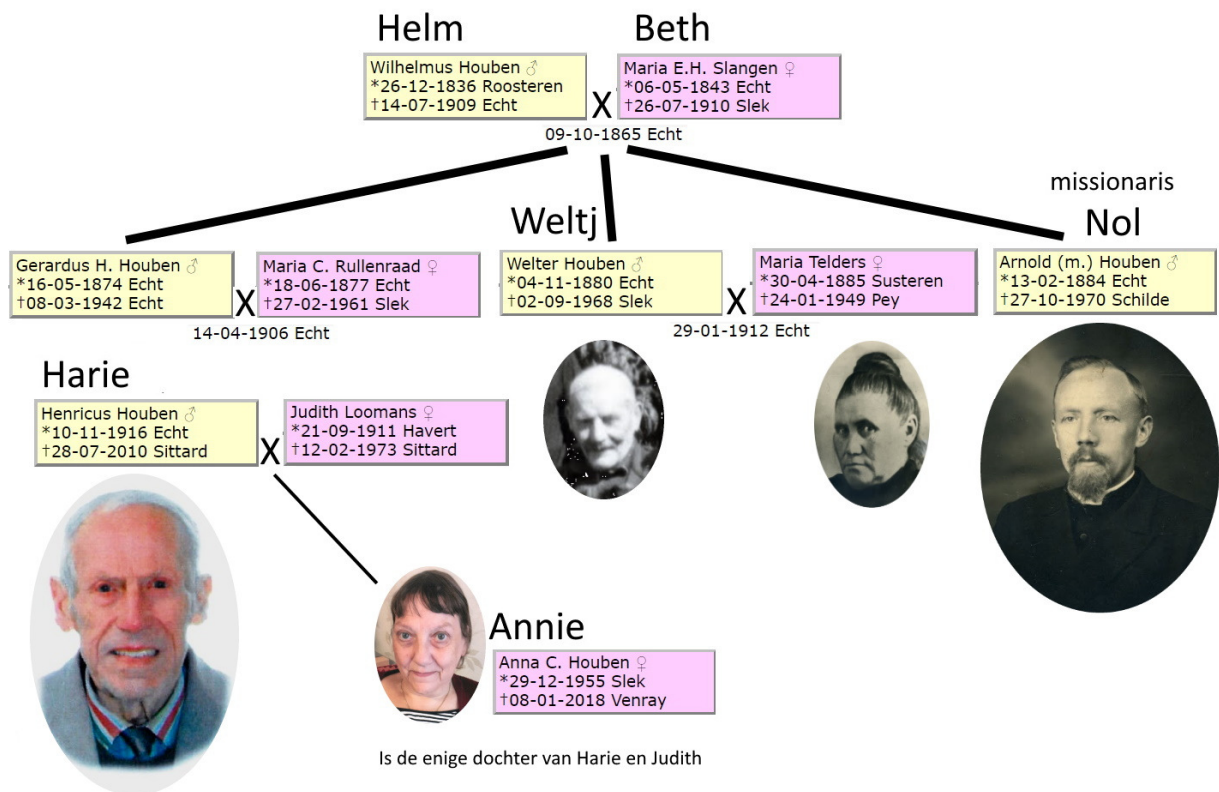 Helm
Beth
Wilhelmus Houben ♂
*26-12-1836 Roosteren
†14-07-1909 Echt
X
Maria E.H. Slangen ♀
*06-05-1843 Echt
†26-07-1910 Slek
09-10-1865 Echt
missionaris
Weltj
Nol
Gerardus H. Houben ♂
*16-05-1874 Echt
†08-03-1942 Echt
X
Maria C. Rullenraad ♀
*18-06-1877 Echt
†27-02-1961 Slek
14-04-1906 Echt
Welter Houben ♂
*04-11-1880 Echt
†02-09-1968 Slek
X
Maria Telders ♀
*30-04-1885 Susteren
†24-01-1949 Pey
29-01-1912 Echt
Arnold (m.) Houben ♂
*13-02-1884 Echt
†27-10-1970 Schilde
Harie
Henricus Houben ♂
*10-11-1916 Echt
†28-07-2010 Sittard
X
Judith Loomans ♀
*21-09-1911 Havert
†12-02-1973 Sittard
Annie
Anna C. Houben ♀
*29-12-1955 Slek
†08-01-2018 Venray
Is de enige dochter van Harie en Judith